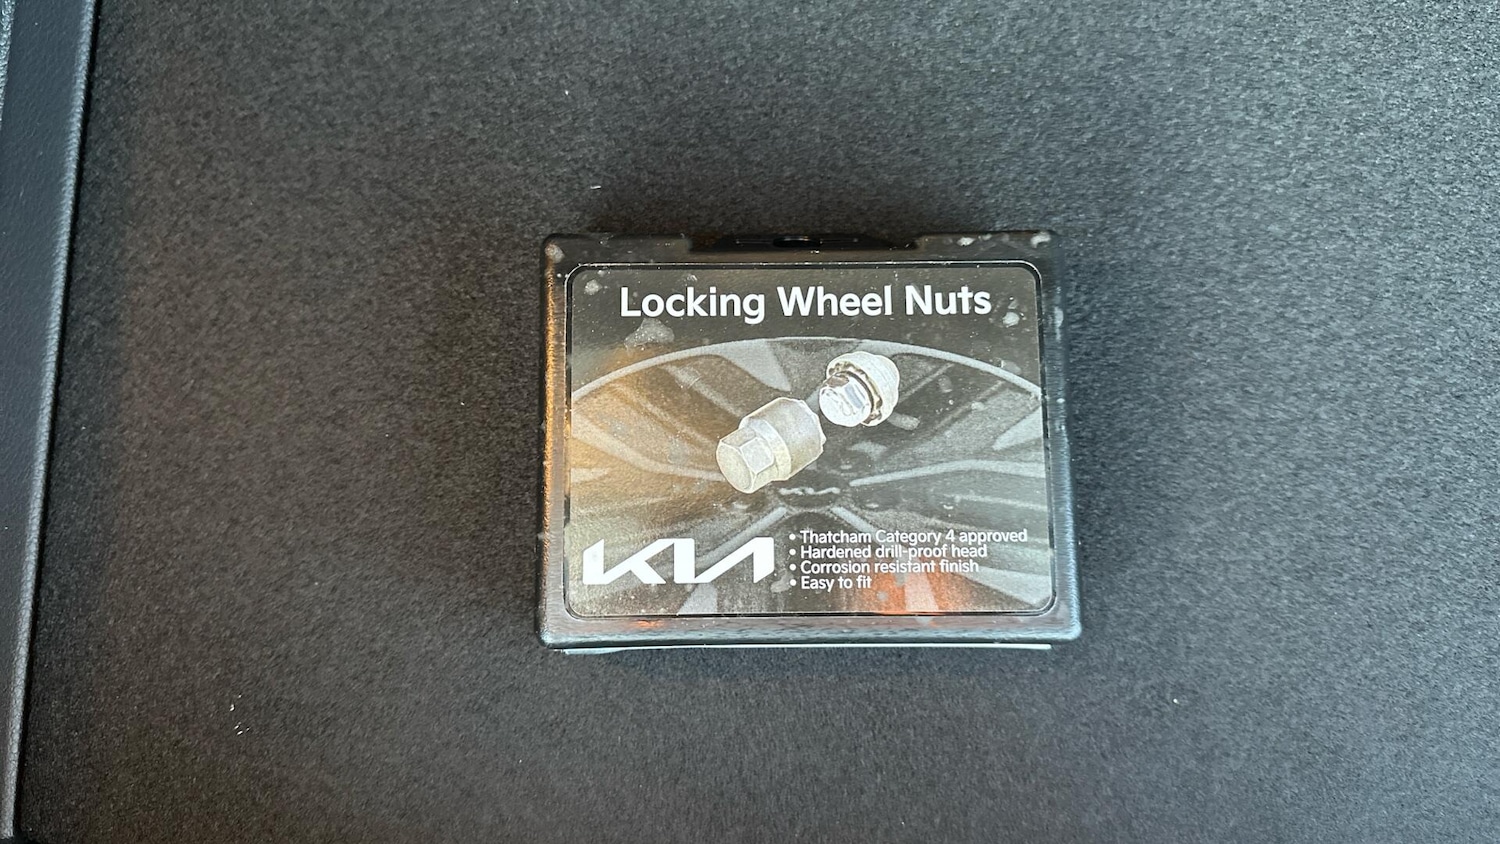 Locking Wheel Nuts
KIA
• Thatcham Category 4 approved
• Hardened drill-proof head
• Corrosion resistant finish
• Easy to fit